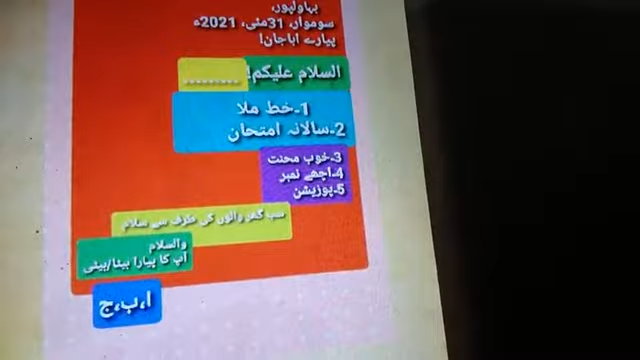 بہاولپور،
سوموار، 31مئی، 2021ء
پیارے اباجان!
السلام علیکم! ..........
1۔خط ملا
2۔سالانہ امتحان
3۔خوب محنت
4۔اچھے نمبر
5۔پوزیشن
سب گھر والوں کی طرف سے سلام
والسلام
آپ کا پیارا بیٹا/بیٹی
ا،ب،ج